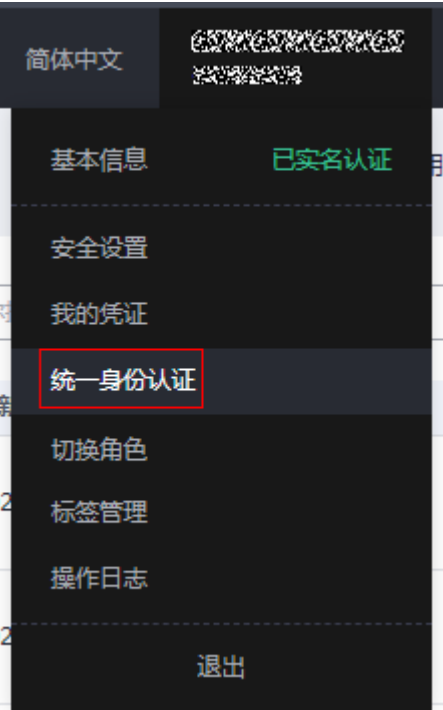 简体中文
基本信息 已实名认证
安全设置
我的凭证
统一身份认证
切换角色
标签管理
操作日志
退出